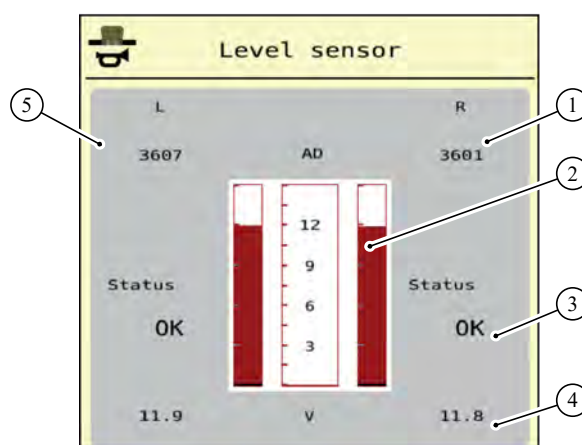 Level sensor
L R
5 1
3607 AD 3601
2
12
9
Status Status
6
OK OK
3
3
4
11.9 V 11.8